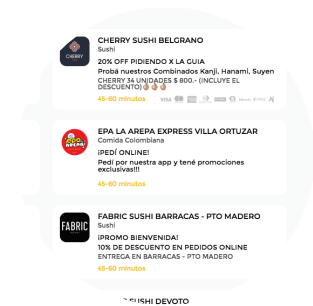 CHERRY SUSHI BELGRANO
Sushi
20% OFF PIDIENDO X LA GUIA
Probá nuestros Combinados Kanji, Hanami, Suyen
CHERRY 34 UNIDADES $ 800.- (INCLUYE EL
DESCUENTO)👌👌👌
45-60 minutos
VISA
CHERRY
EPA LA AREPA EXPRESS VILLA ORTUZAR
Comida Colombiana
¡PEDÍ ONLINE!
Pedí por nuestra app y tené promociones
exclusivas!!!
45-60 minutos
FABRIC SUSHI BARRACAS - PTO MADERO
Sushi
¡PROMO BIENVENIDA!
10% DE DESCUENTO EN PEDIDOS ONLINE
ENTREGA EN BARRACAS - PTO MADERO
45-60 minutos
FABRIC
SUSHI DEVOTO